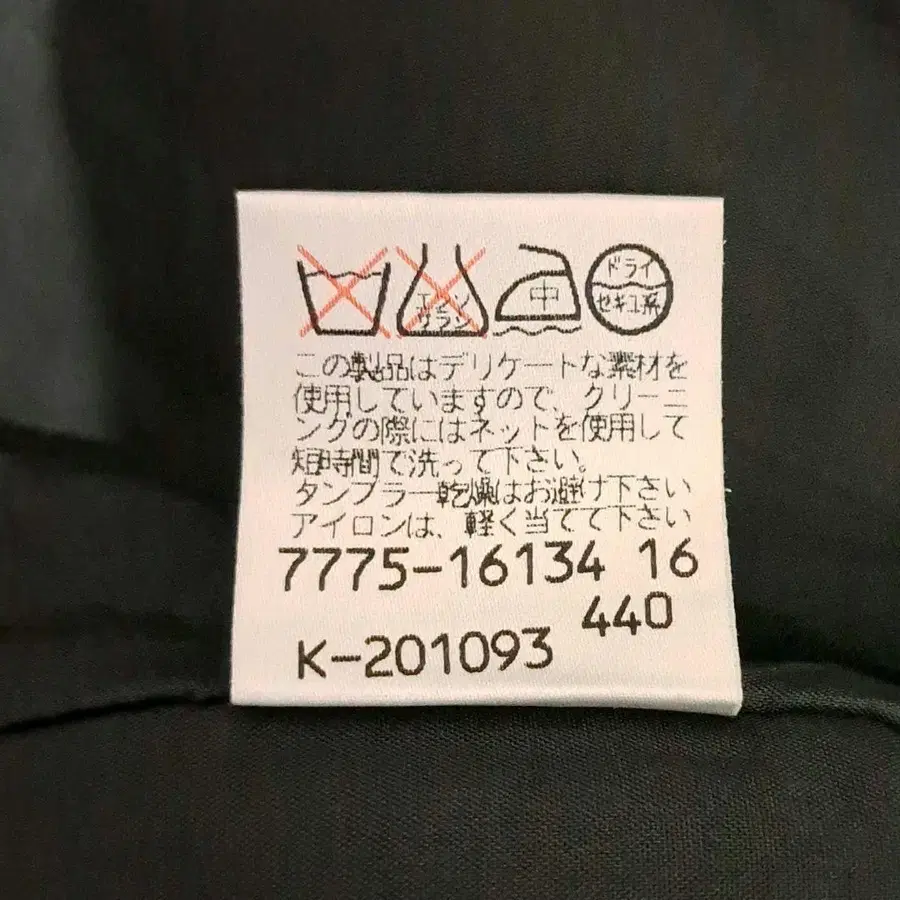 エンソ
サラシ
中
ドライ
セキユ系
この製品はデリケートな素材を
使用していますので、クリーニ
ングの際にはネットを使用して
短時間で洗って下さい。
タンブラー乾燥はお避け下さい
アイロンは、軽く当てて下さい
7775-16134 16
440
K-201093